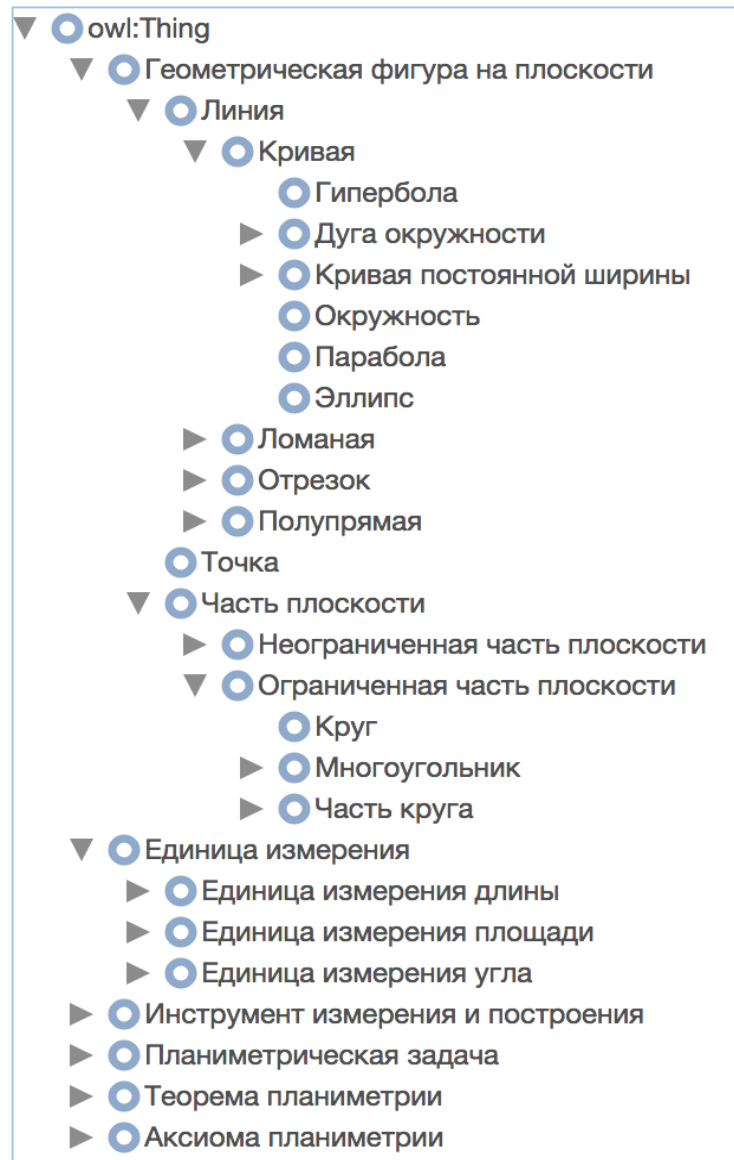 owl:Thing
Геометрическая фигура на плоскости
Линия
Кривая
Гипербола
Дуга окружности
Кривая постоянной ширины
Окружность
Парабола
Эллипс
Ломаная
Отрезок
Полупрямая
Точка
Часть плоскости
Неограниченная часть плоскости
Ограниченная часть плоскости
Круг
Многоугольник
Часть круга
Единица измерения
Единица измерения длины
Единица измерения площади
Единица измерения угла
Инструмент измерения и построения
Планиметрическая задача
Теорема планиметрии
Аксиома планиметрии